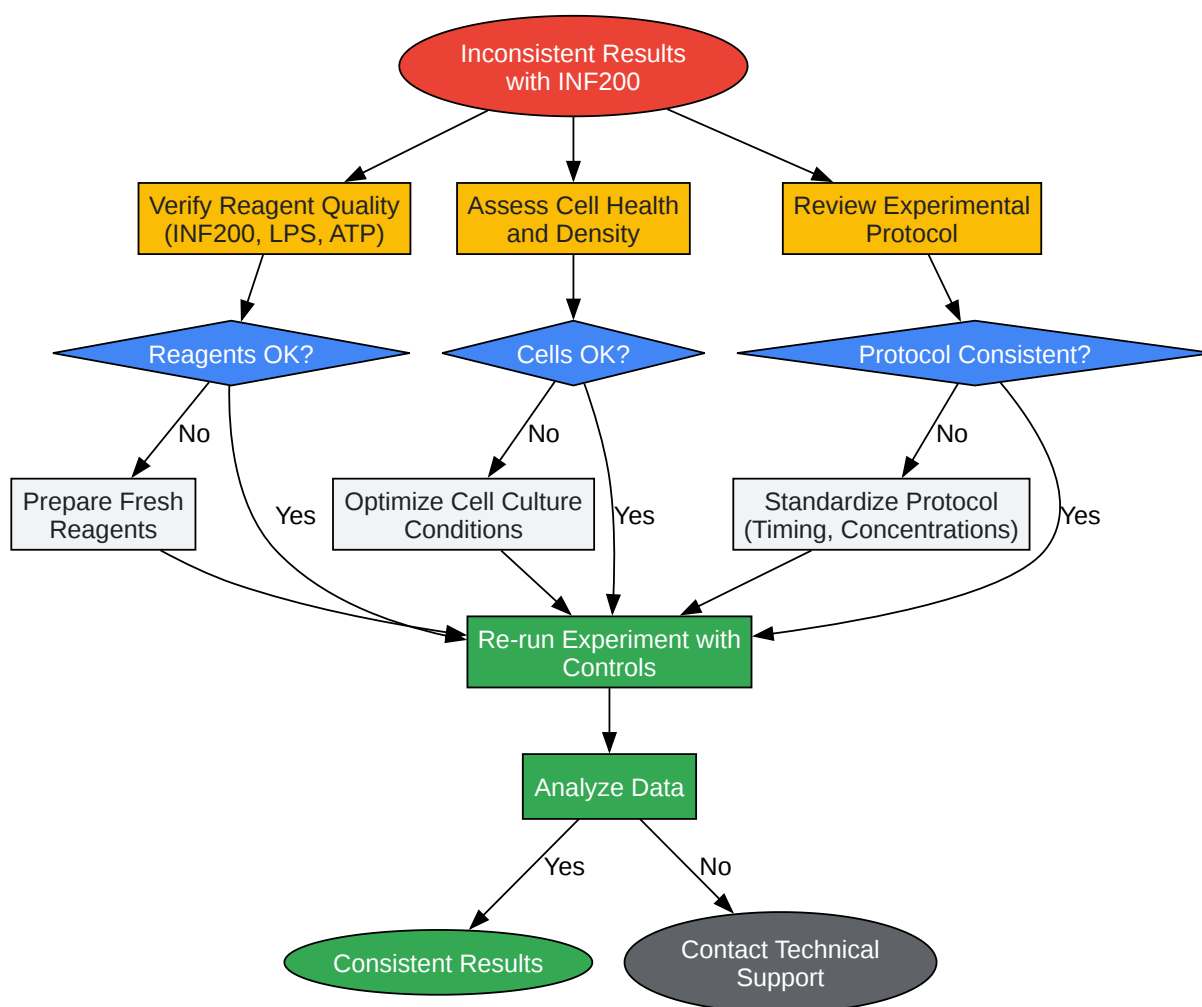 Inconsistent Results
with INF200
Verify Reagent Quality
(INF200, LPS, ATP)
Assess Cell Health
and Density
Review Experimental
Protocol
Reagents OK?
Cells OK?
Protocol Consistent?
No
No
No
Prepare Fresh
Reagents
Yes
Optimize Cell Culture
Conditions
Yes
Standardize Protocol
(Timing, Concentrations)
Yes
Re-run Experiment with
Controls
Analyze Data
Yes
No
Consistent Results
Contact Technical
Support